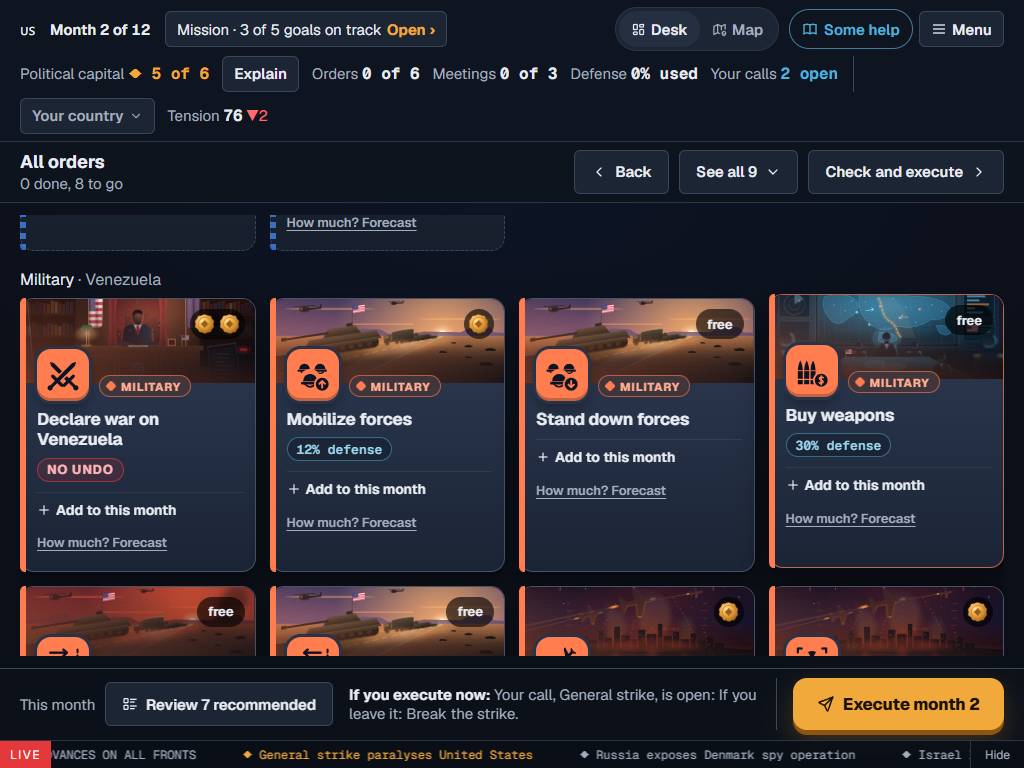 US Month 2 of 12 Mission · 3 of 5 goals on track Open › Desk Map Some help Menu
Political capital 5 of 6 Explain Orders 0 of 6 Meetings 0 of 3 Defense 0% used Your calls 2 open
Your country Tension 76 ▼2
All orders
0 done, 8 to go
Back See all 9 Check and execute
How much? Forecast
Military · Venezuela
MILITARY
Declare war on
Venezuela
NO UNDO
+ Add to this month
How much? Forecast
MILITARY
Mobilize forces
12% defense
+ Add to this month
How much? Forecast
free
MILITARY
Stand down forces
+ Add to this month
How much? Forecast
free
MILITARY
Buy weapons
30% defense
+ Add to this month
How much? Forecast
free
free
This month Review 7 recommended
If you execute now: Your call, General strike, is open: If you
leave it: Break the strike.
Execute month 2
LIVE VANCES ON ALL FRONTS ◆ General strike paralyses United States ◆ Russia exposes Denmark spy operation ◆ Israel Hide